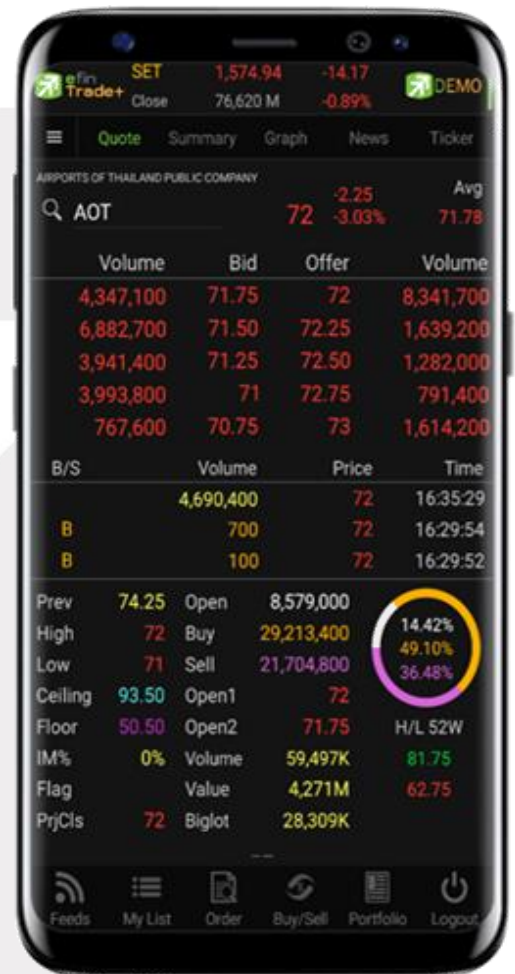 efin Trade+ SET 1,574.94 -14.17 DEMO
Close 76,620 M -0.89%
Quote Summary Graph News Ticker
AIRPORTS OF THAILAND PUBLIC COMPANY
AOT 72 -2.25 Avg
-3.03% 71.78
Volume Bid Offer Volume
4,347,100 71.75 72 8,341,700
6,882,700 71.50 72.25 1,639,200
3,941,400 71.25 72.50 1,282,000
3,993,800 71 72.75 791,400
767,600 70.75 73 1,614,200
B/S Volume Price Time
4,690,400 72 16:35:29
B 700 72 16:29:54
B 100 72 16:29:52
Prev 74.25 Open 8,579,000
High 72 Buy 29,213,400 14.42%
Low 71 Sell 21,704,800 49.10%
36.48%
Ceiling 93.50 Open1 72
Floor 50.50 Open2 71.75 H/L 52W
IM% 0% Volume 59,497K 81.75
Flag Value 4,271M 62.75
PrjCls 72 Biglot 28,309K
Feeds My List Order Buy/Sell Portfolio Logout